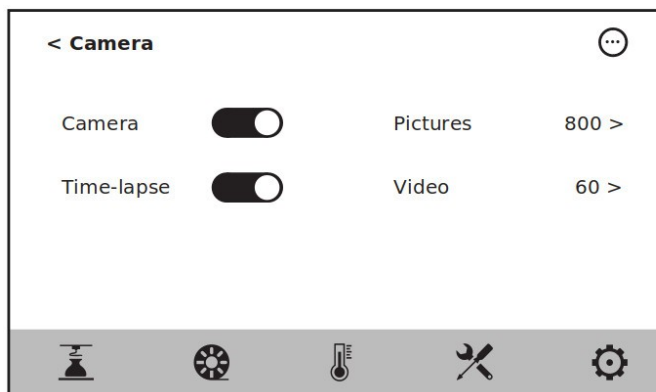 < Camera
Camera
Pictures 800 >
Time-lapse
Video 60 >